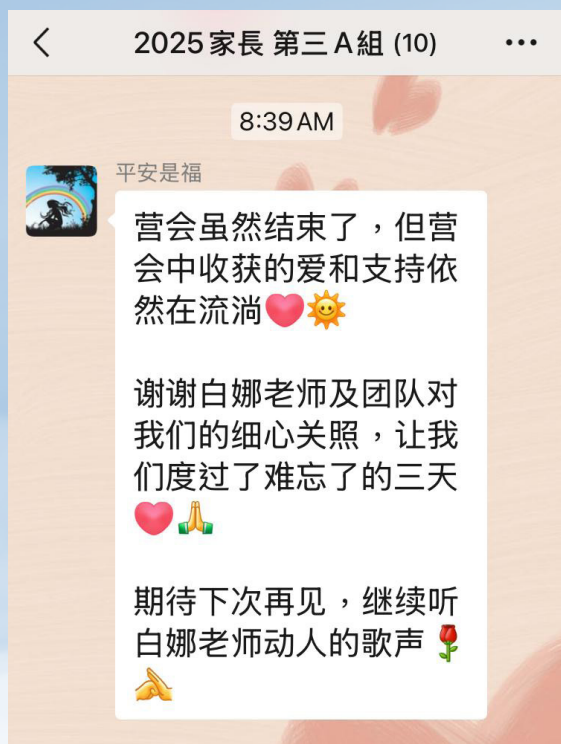 2025家長 第三A組 (10)
8:39 AM
平安是福
营会虽然结束了，但营
会中收获的爱和支持依
然在流淌❤️🌞
谢谢白娜老师及团队对
我们的细心关照，让我
们度过了难忘了的三天
❤️🙏
期待下次再见，继续听
白娜老师动人的歌声🌹
👏